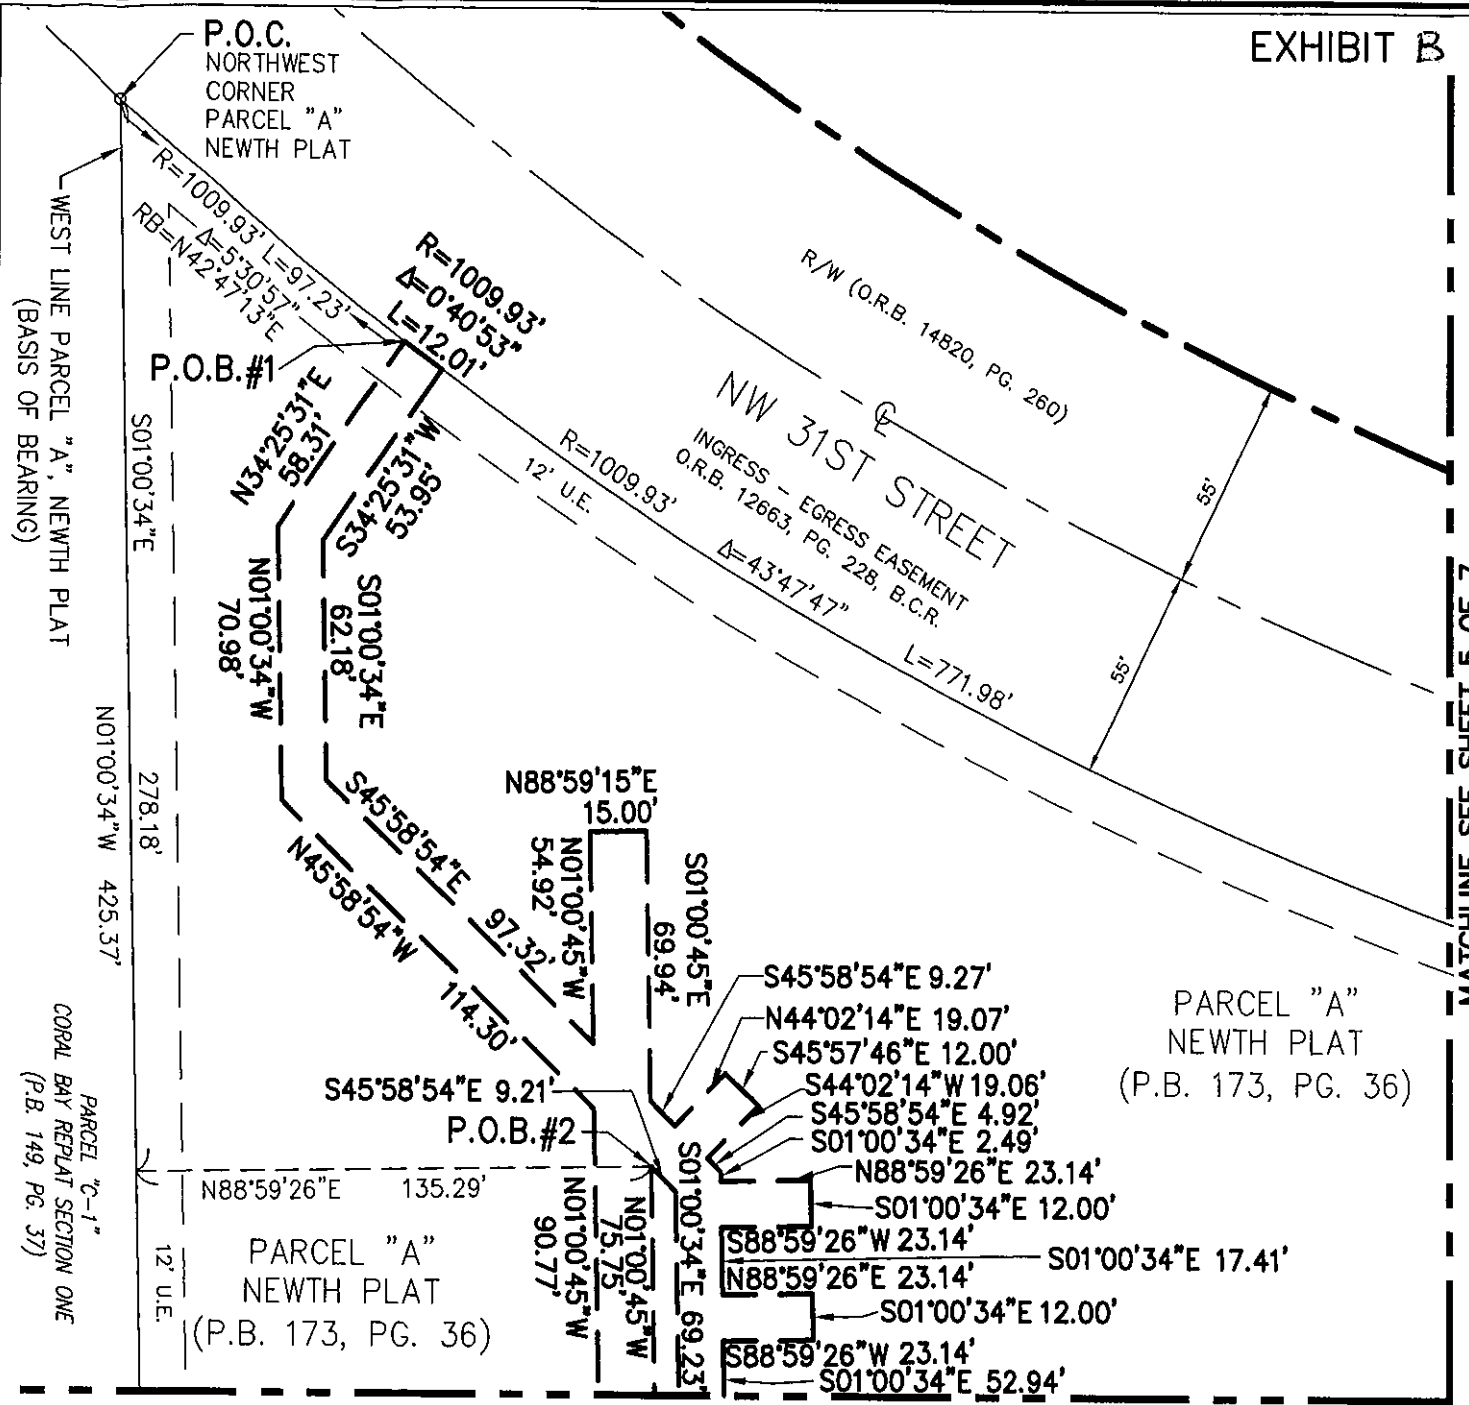 EXHIBIT B
P.O.C.
NORTHWEST
CORNER
PARCEL "A"
NEWTH PLAT
WEST LINE PARCEL "A", NEWTH PLAT
(BASIS OF BEARING)
R=1009.93' L=97.23'
Δ=5°30'57"
RB=N42°47'13"E
R=1009.93'
Δ=0°40'53"
L=12.01'
P.O.B.#1
R/W (O.R.B. 14820, PG. 260)
℄
NW 31ST STREET
INGRESS - EGRESS EASEMENT
O.R.B. 12663, PG. 228, B.C.R.
R=1009.93'
Δ=43°47'47"
L=771.98'
12' U.E.
55'
55'
N34°25'31"E
58.31'
S34°25'31"W
53.95'
S01°00'34"E
278.18'
N01°00'34"W 425.37'
N01°00'34"W
70.98'
S01°00'34"E
62.18'
S45°58'54"E 97.32'
N45°58'54"W 114.30'
N88°59'15"E
15.00'
N01°00'45"W
54.92'
S01°00'45"E
69.94'
S45°58'54"E 9.27'
N44°02'14"E 19.07'
S45°57'46"E 12.00'
S44°02'14"W 19.06'
S45°58'54"E 4.92'
S01°00'34"E 2.49'
N88°59'26"E 23.14'
S01°00'34"E 12.00'
S88°59'26"W 23.14'
S01°00'34"E 17.41'
N88°59'26"E 23.14'
S01°00'34"E 12.00'
S88°59'26"W 23.14'
S01°00'34"E 52.94'
S45°58'54"E 9.21'
P.O.B.#2
N88°59'26"E 135.29'
N01°00'45"W
90.77'
N01°00'45"W
75.75'
S01°00'34"E 69.23'
PARCEL "A"
NEWTH PLAT
(P.B. 173, PG. 36)
PARCEL "A"
NEWTH PLAT
(P.B. 173, PG. 36)
12' U.E.
PARCEL "C-1"
CORAL BAY REPLAT SECTION ONE
(P.B. 149, PG. 37)
MATCHLINE SEE SHEET 5 OF